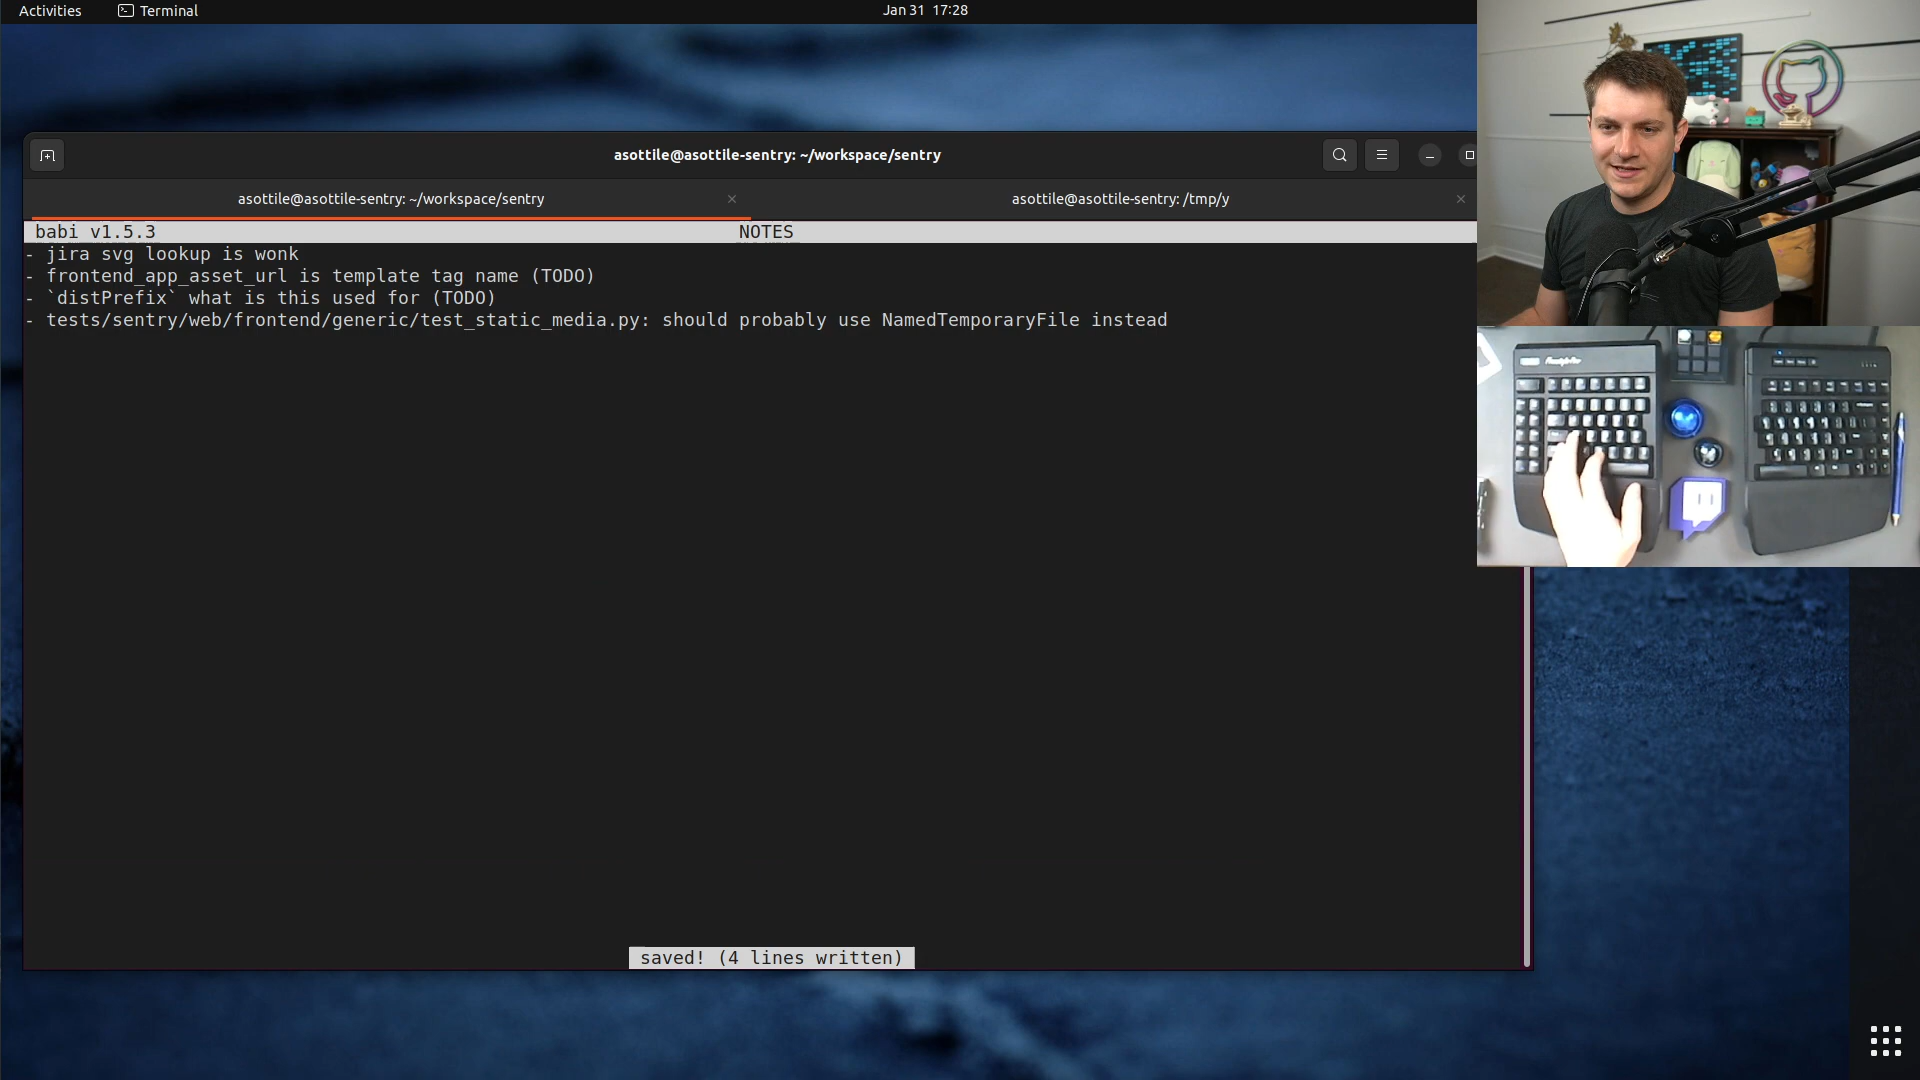 Activities
Terminal
Jan 31 17:28
asottile@asottile-sentry: ~/workspace/sentry
asottile@asottile-sentry: ~/workspace/sentry
asottile@asottile-sentry: /tmp/y
babi v1.5.3
NOTES
- jira svg lookup is wonk
- frontend_app_asset_url is template tag name (TODO)
- `distPrefix` what is this used for (TODO)
- tests/sentry/web/frontend/generic/test_static_media.py: should probably use NamedTemporaryFile instead
saved! (4 lines written)